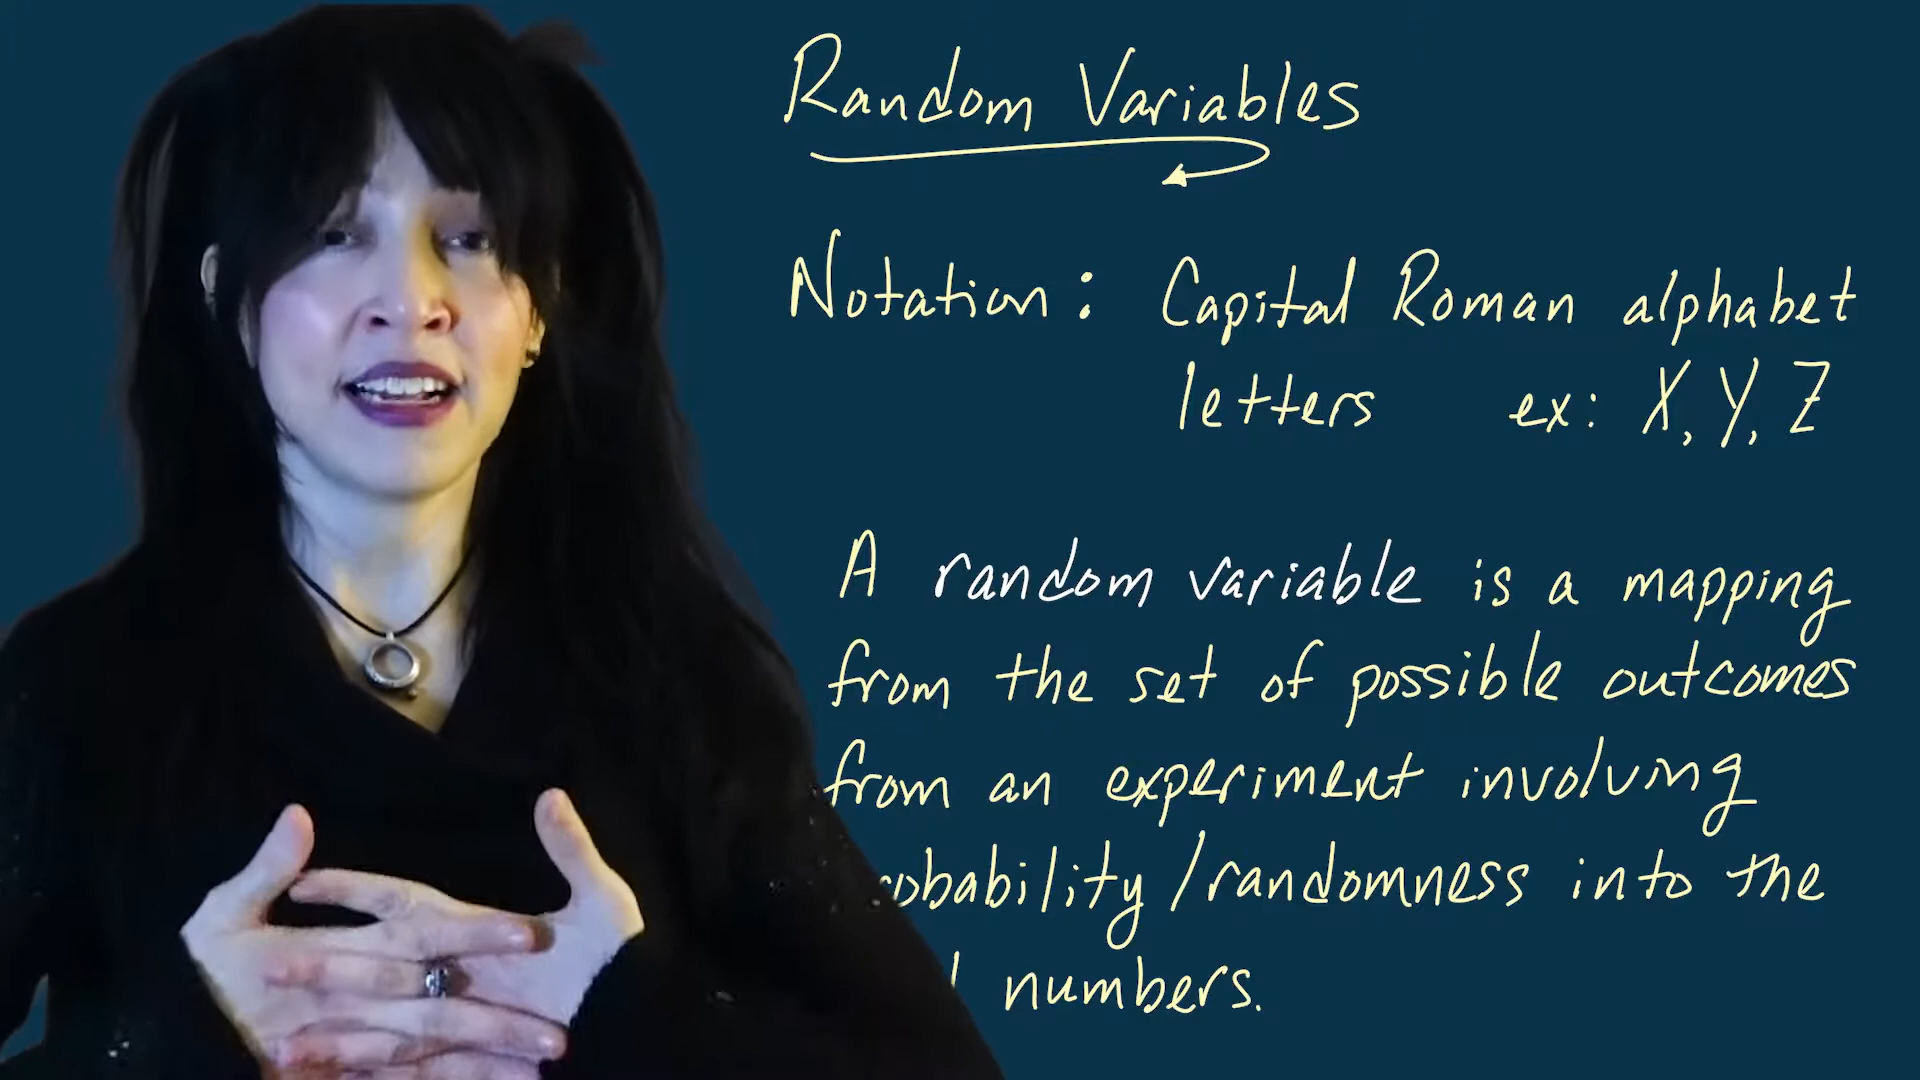 Random Variables
Notation: Capital Roman alphabet
letters ex: X, Y, Z
A random variable is a mapping
from the set of possible outcomes
from an experiment involving
/randomness into the
numbers.